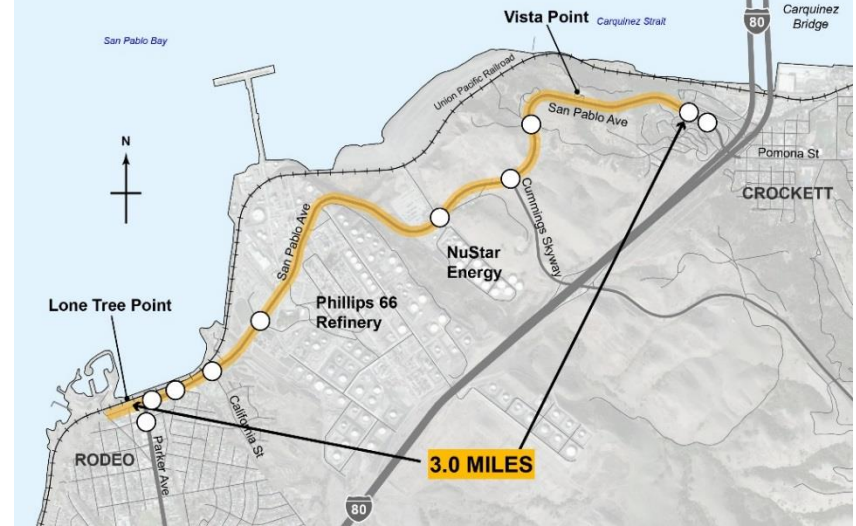 Vista Point
Carquinez Strait
80
Carquinez
Bridge
San Pablo Bay
Union Pacific Railroad
San Pablo Ave
N
Pomona St
CROCKETT
Cummings Skyway
San Pablo Ave
NuStar
Energy
Phillips 66
Refinery
Lone Tree Point
California St
Parker Ave
RODEO
3.0 MILES
80